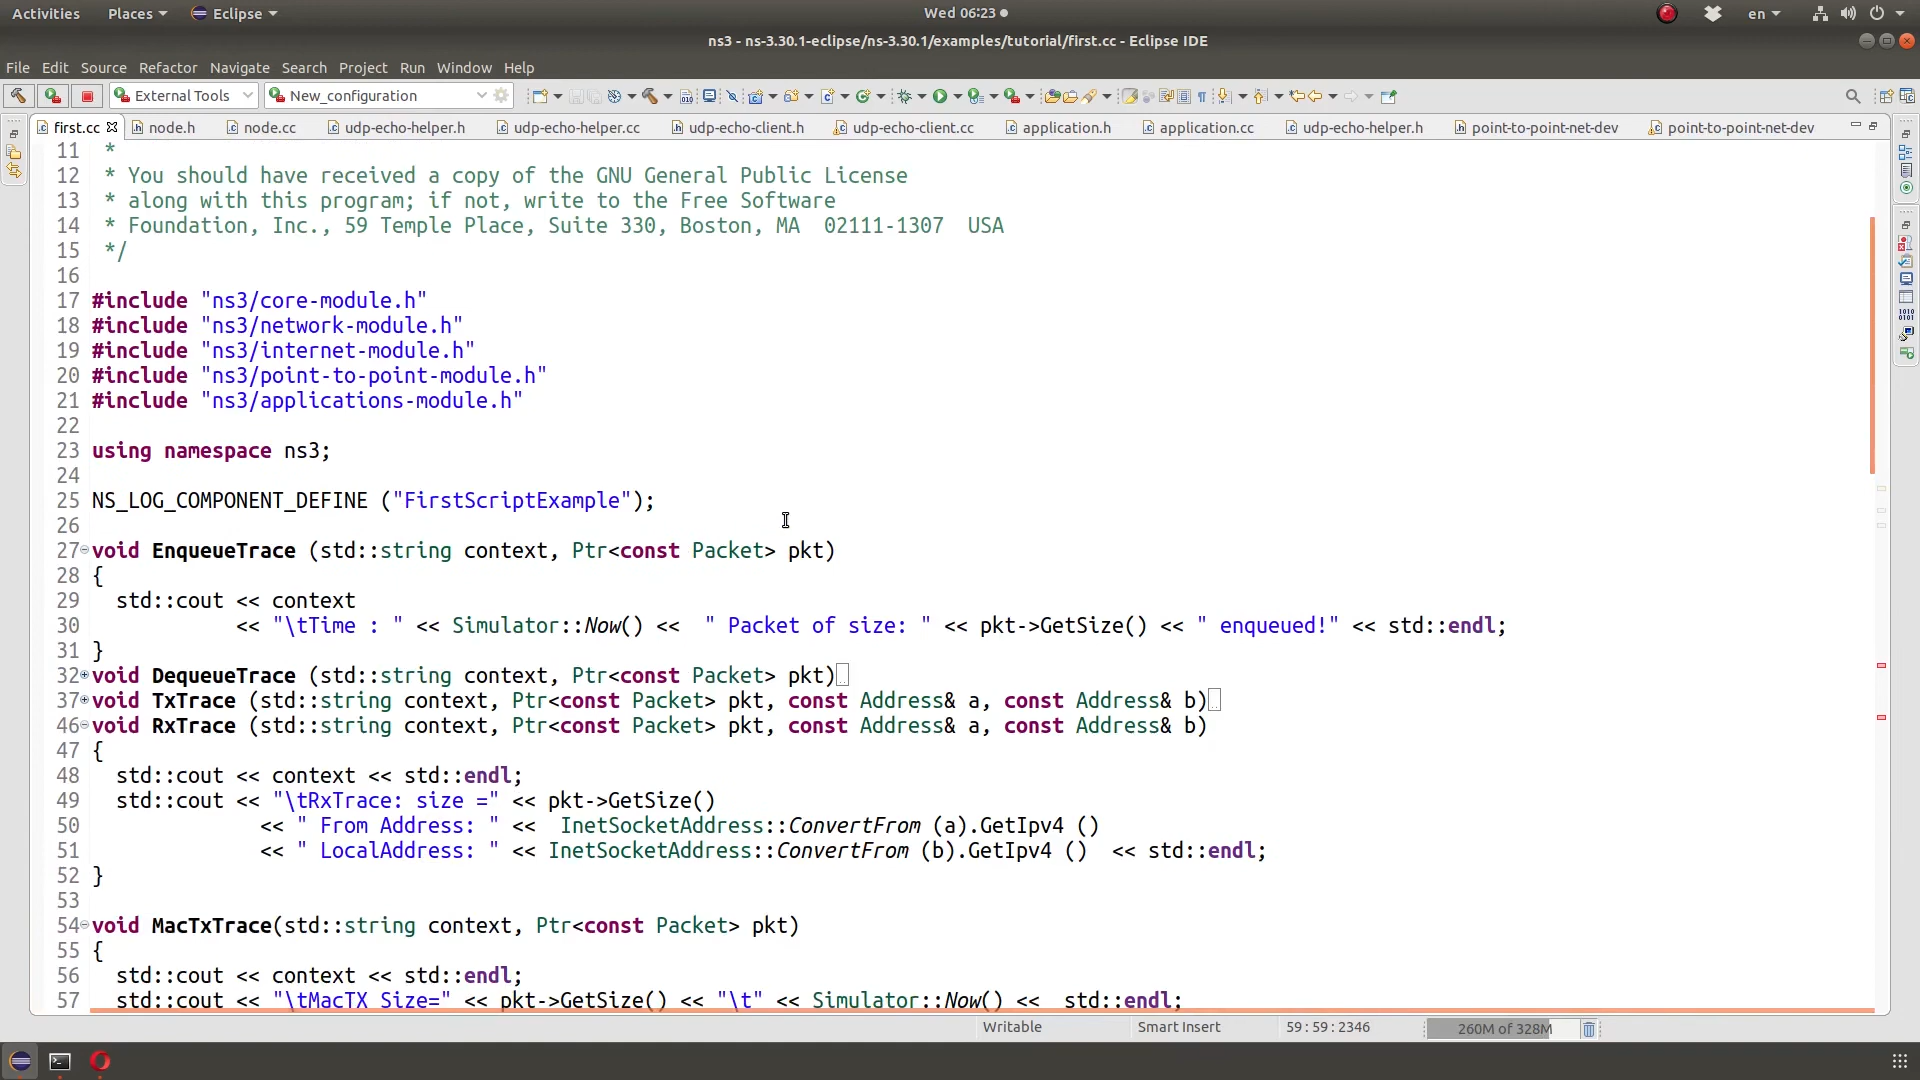 Activities Places Eclipse Wed 06:23 en
ns3 - ns-3.30.1-eclipse/ns-3.30.1/examples/tutorial/first.cc - Eclipse IDE
File Edit Source Refactor Navigate Search Project Run Window Help
External Tools New_configuration
first.cc node.h node.cc udp-echo-helper.h udp-echo-helper.cc udp-echo-client.h udp-echo-client.cc application.h application.cc udp-echo-helper.h point-to-point-net-dev point-to-point-net-dev
11 *
12 * You should have received a copy of the GNU General Public License
13 * along with this program; if not, write to the Free Software
14 * Foundation, Inc., 59 Temple Place, Suite 330, Boston, MA  02111-1307  USA
15 */
16
17 #include "ns3/core-module.h"
18 #include "ns3/network-module.h"
19 #include "ns3/internet-module.h"
20 #include "ns3/point-to-point-module.h"
21 #include "ns3/applications-module.h"
22
23 using namespace ns3;
24
25 NS_LOG_COMPONENT_DEFINE ("FirstScriptExample");
26
27 void EnqueueTrace (std::string context, Ptr<const Packet> pkt)
28 {
29   std::cout << context
30             << "\tTime : " << Simulator::Now() <<  " Packet of size: " << pkt->GetSize() << " enqueued!" << std::endl;
31 }
32 void DequeueTrace (std::string context, Ptr<const Packet> pkt)
37 void TxTrace (std::string context, Ptr<const Packet> pkt, const Address& a, const Address& b)
46 void RxTrace (std::string context, Ptr<const Packet> pkt, const Address& a, const Address& b)
47 {
48   std::cout << context << std::endl;
49   std::cout << "\tRxTrace: size =" << pkt->GetSize()
50               << " From Address: " <<  InetSocketAddress::ConvertFrom (a).GetIpv4 ()
51               << " LocalAddress: " << InetSocketAddress::ConvertFrom (b).GetIpv4 ()  << std::endl;
52 }
53
54 void MacTxTrace(std::string context, Ptr<const Packet> pkt)
55 {
56   std::cout << context << std::endl;
57   std::cout << "\tMacTX Size=" << pkt->GetSize() << "\t" << Simulator::Now() <<  std::endl;
Writable Smart Insert 59:59:2346 260M of 328M